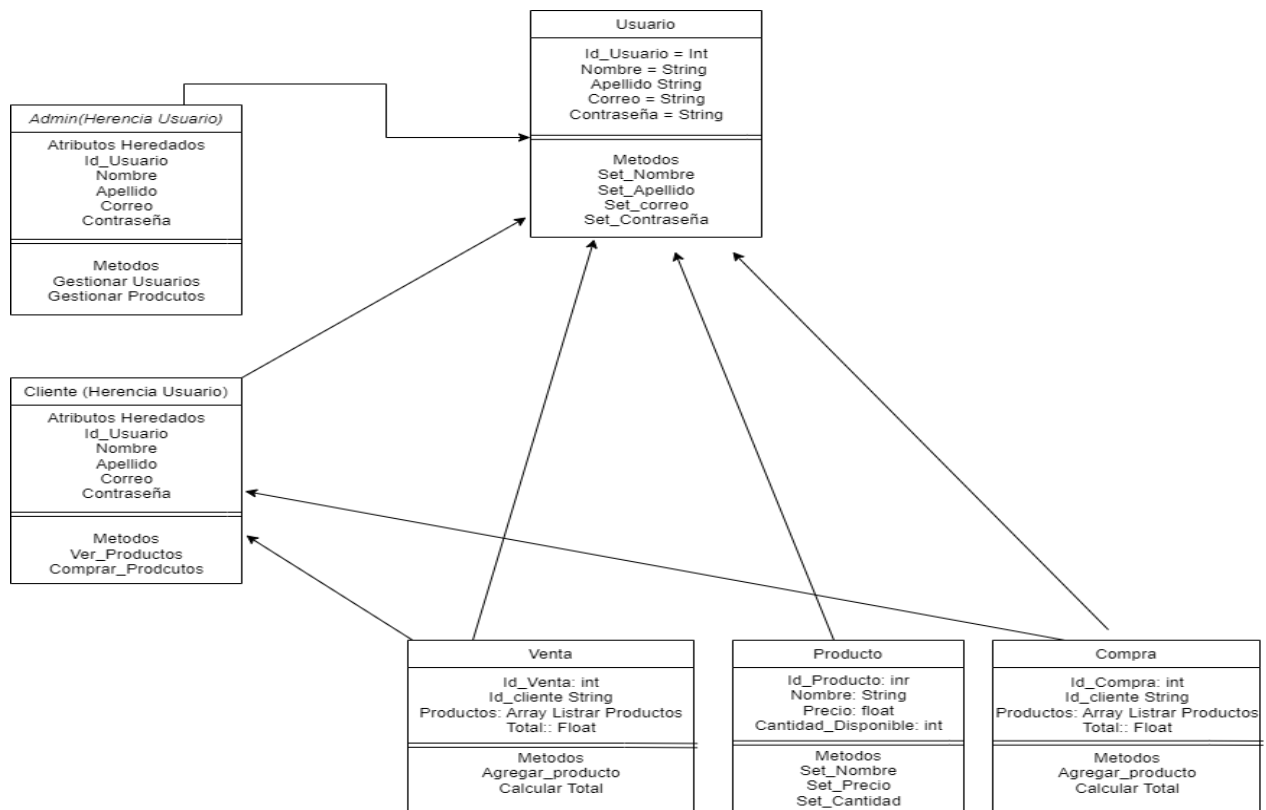 Usuario
Id_Usuario = Int
Nombre = String
Apellido String
Correo = String
Contraseña = String
Metodos
Set_Nombre
Set_Apellido
Set_correo
Set_Contraseña
Admin(Herencia Usuario)
Atributos Heredados
Id_Usuario
Nombre
Apellido
Correo
Contraseña
Metodos
Gestionar Usuarios
Gestionar Prodcutos
Cliente (Herencia Usuario)
Atributos Heredados
Id_Usuario
Nombre
Apellido
Correo
Contraseña
Metodos
Ver_Productos
Comprar_Prodcutos
Venta
Id_Venta: int
Id_cliente String
Productos: Array Listrar Productos
Total:: Float
Metodos
Agregar_producto
Calcular Total
Producto
Id_Producto: inr
Nombre: String
Precio: float
Cantidad_Disponible: int
Metodos
Set_Nombre
Set_Precio
Set_Cantidad
Compra
Id_Compra: int
Id_cliente String
Productos: Array Listrar Productos
Total:: Float
Metodos
Agregar_producto
Calcular Total